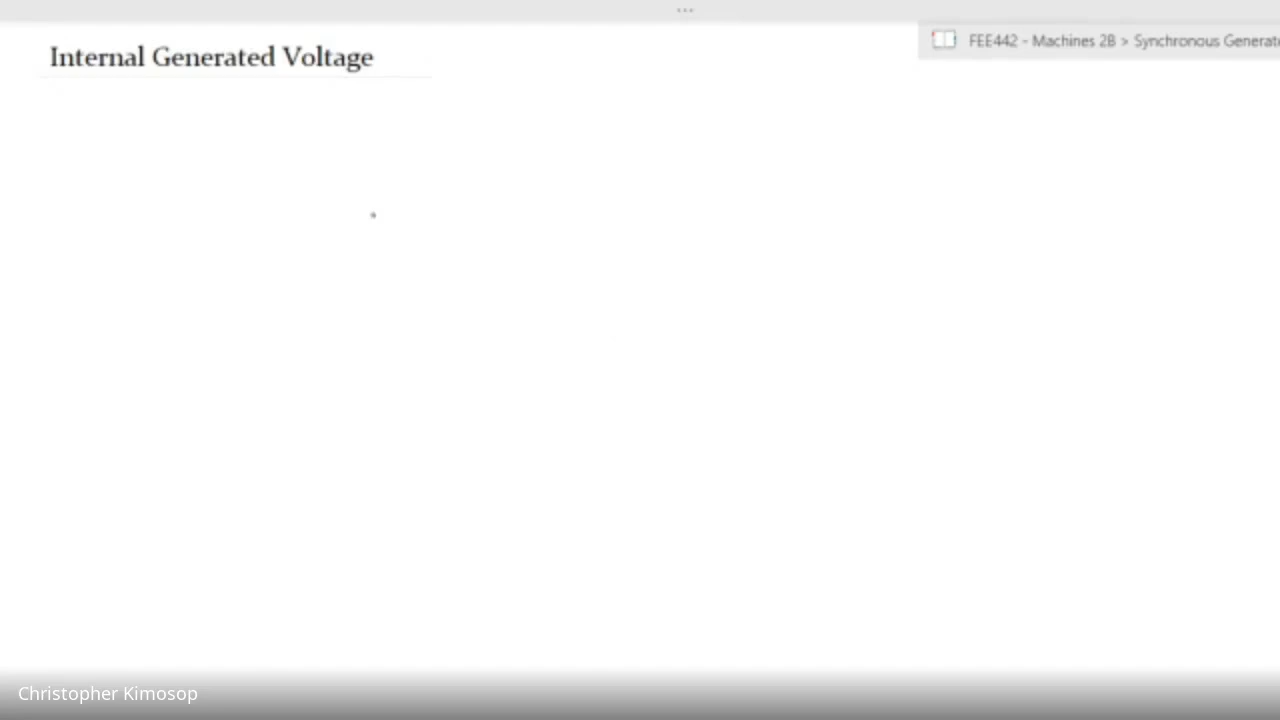 Internal Generated Voltage
FEE442 - Machines 2B > Synchronous Generat
Christopher Kimosop